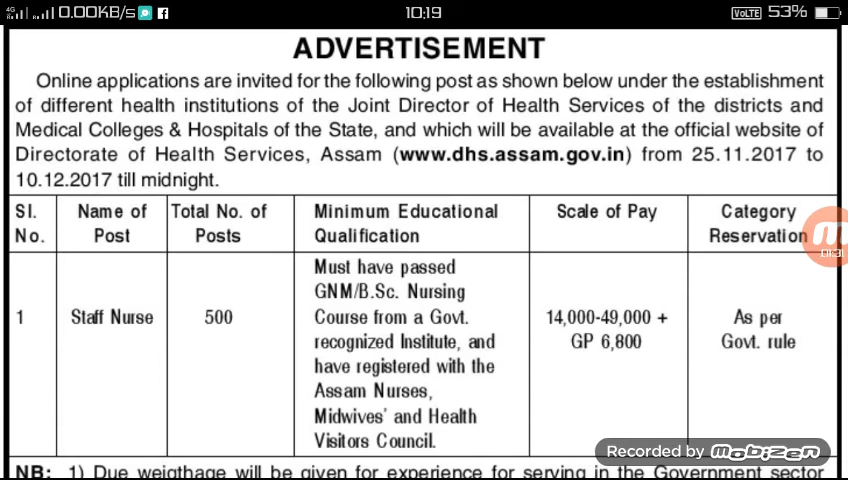 4G 0.00KB/s 10:19 VoLTE 53%
ADVERTISEMENT
Online applications are invited for the following post as shown below under the establishment
of different health institutions of the Joint Director of Health Services of the districts and
Medical Colleges & Hospitals of the State, and which will be available at the official website of
Directorate of Health Services, Assam (www.dhs.assam.gov.in) from 25.11.2017 to
10.12.2017 till midnight.
Sl. Name of Total No. of Minimum Educational Scale of Pay Category
No. Post Posts Qualification Reservation
Must have passed
GNM/B.Sc. Nursing
1 Staff Nurse 500 Course from a Govt. 14,000-49,000 + As per
recognized Institute, and GP 6,800 Govt. rule
have registered with the
Assam Nurses,
Midwives' and Health
Visitors Council.
Recorded by mobizen
NB: 1) Due weigthage will be given for experience for serving in the Government sector